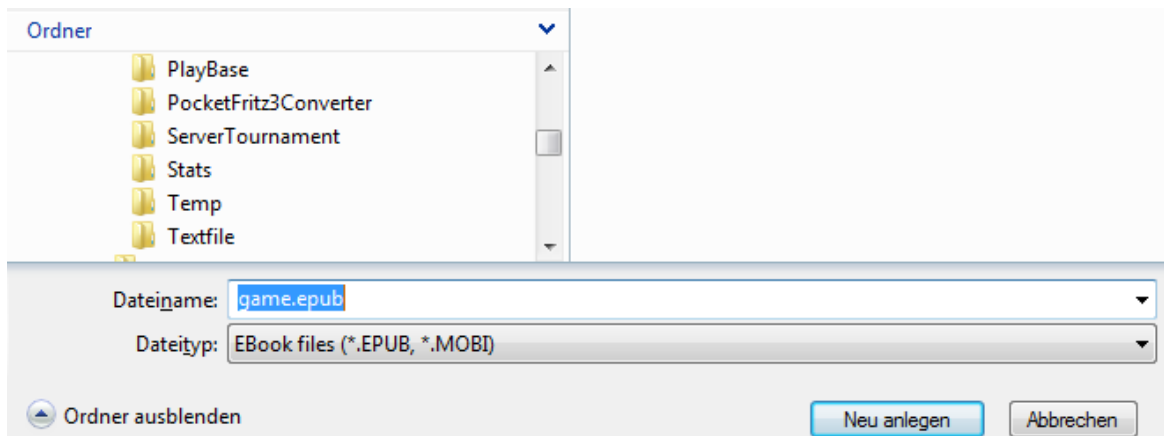 Ordner
PlayBase
PocketFritz3Converter
ServerTournament
Stats
Temp
Textfile
Dateiname: game.epub
Dateityp: EBook files (*.EPUB, *.MOBI)
Ordner ausblenden Neu anlegen Abbrechen